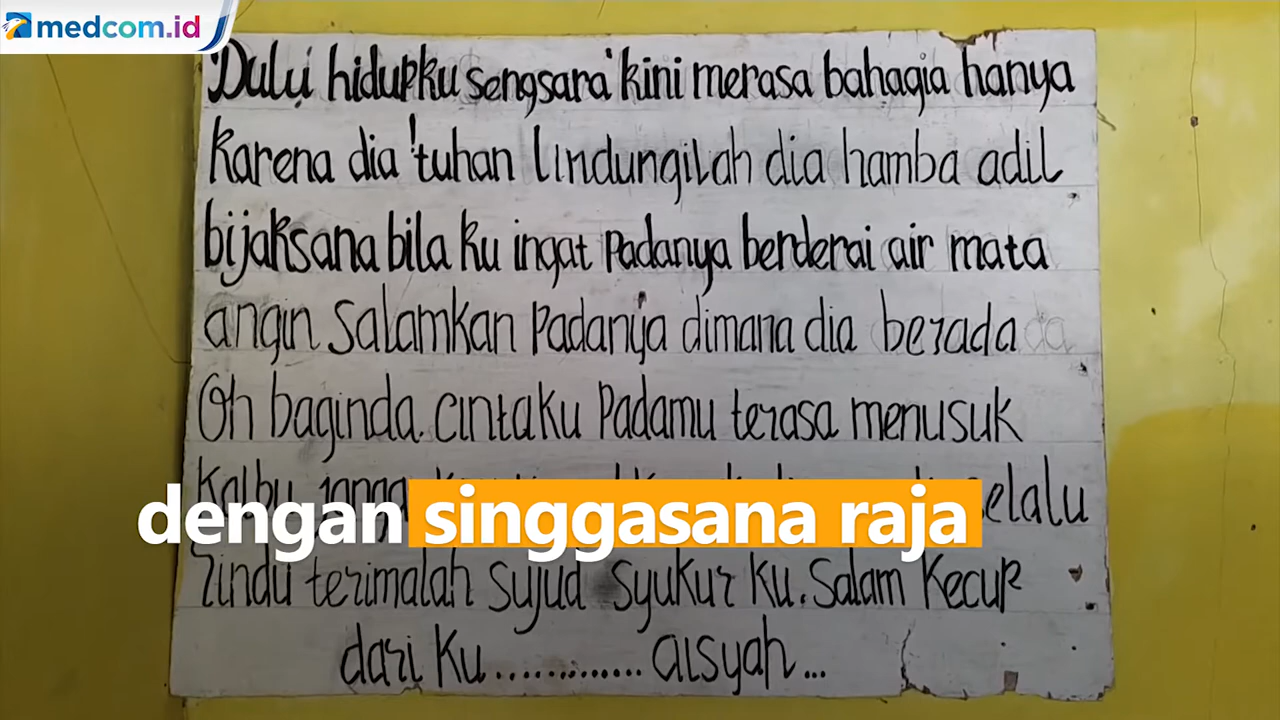 medcom.id
Dulu hidupku sengsara kini merasa bahagia hanya
karena dia ! tuhan lindungilah dia hamba adil
bijaksana bila ku ingat padanya berderai air mata
angin salamkan padanya dimana dia berada
Oh baginda. cintaku padamu terasa menusuk
kalbu selalu
dengan singgasana raja
rindu terimalah sujud syukur ku. salam kecup
dari ku ............ aisyah...